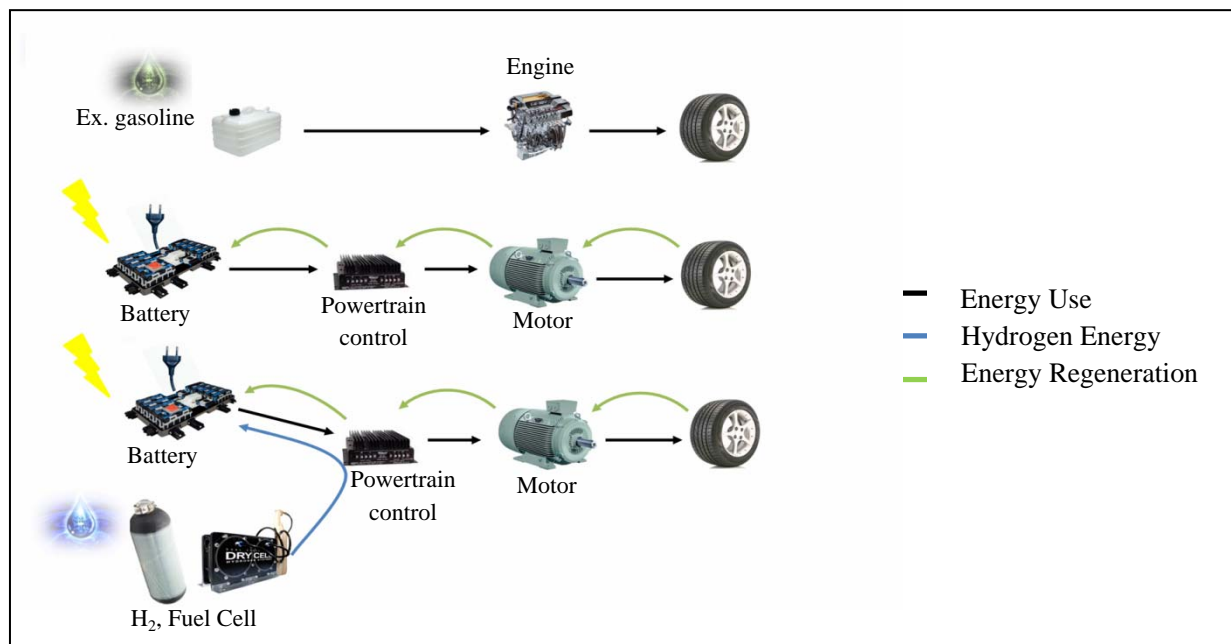 Engine
Ex. gasoline
Battery
Powertrain
control
Motor
Energy Use
Hydrogen Energy
Energy Regeneration
Battery
Powertrain
control
Motor
DRY CELL
H₂, Fuel Cell